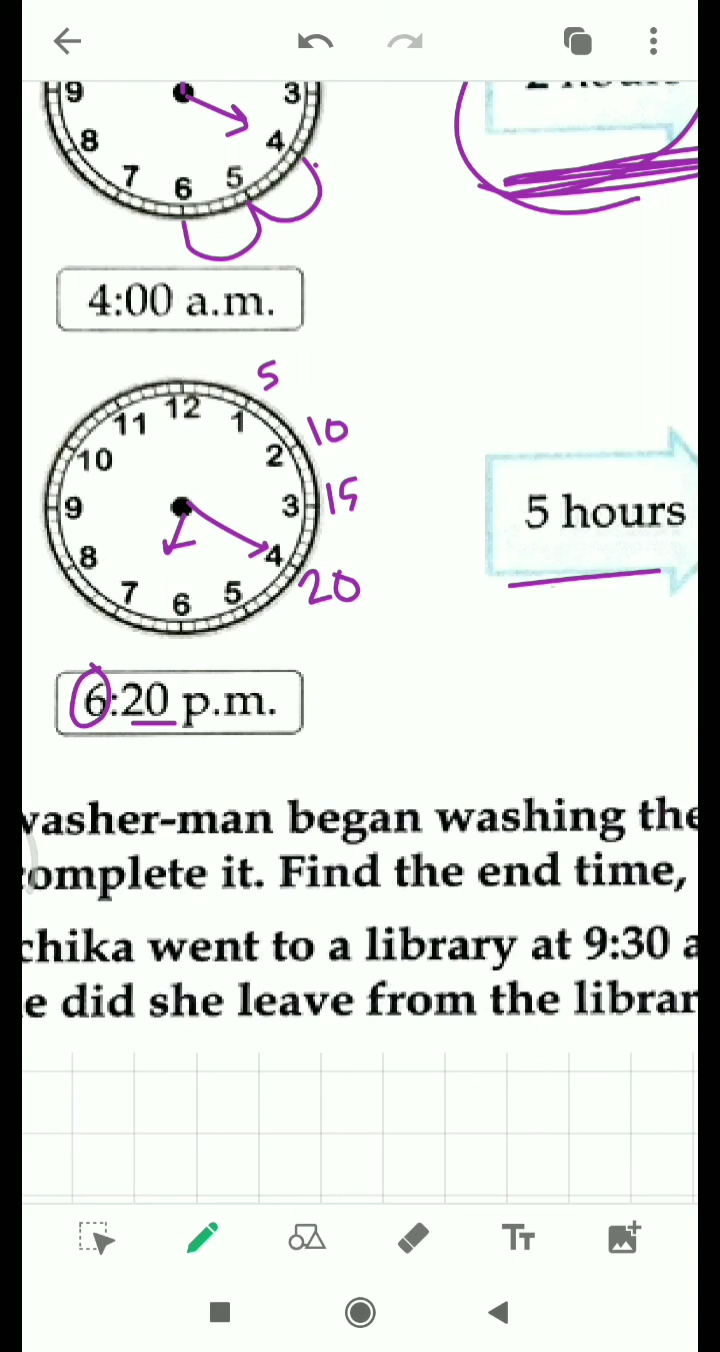 9 3
8 4
7 6 5
4:00 a.m.
5
11 12 1 10
10 2
9 3 15 5 hours
8 4
7 6 5 20
6:20 p.m.
washer-man began washing the
complete it. Find the end time,
chika went to a library at 9:30 a
e did she leave from the librar
TT